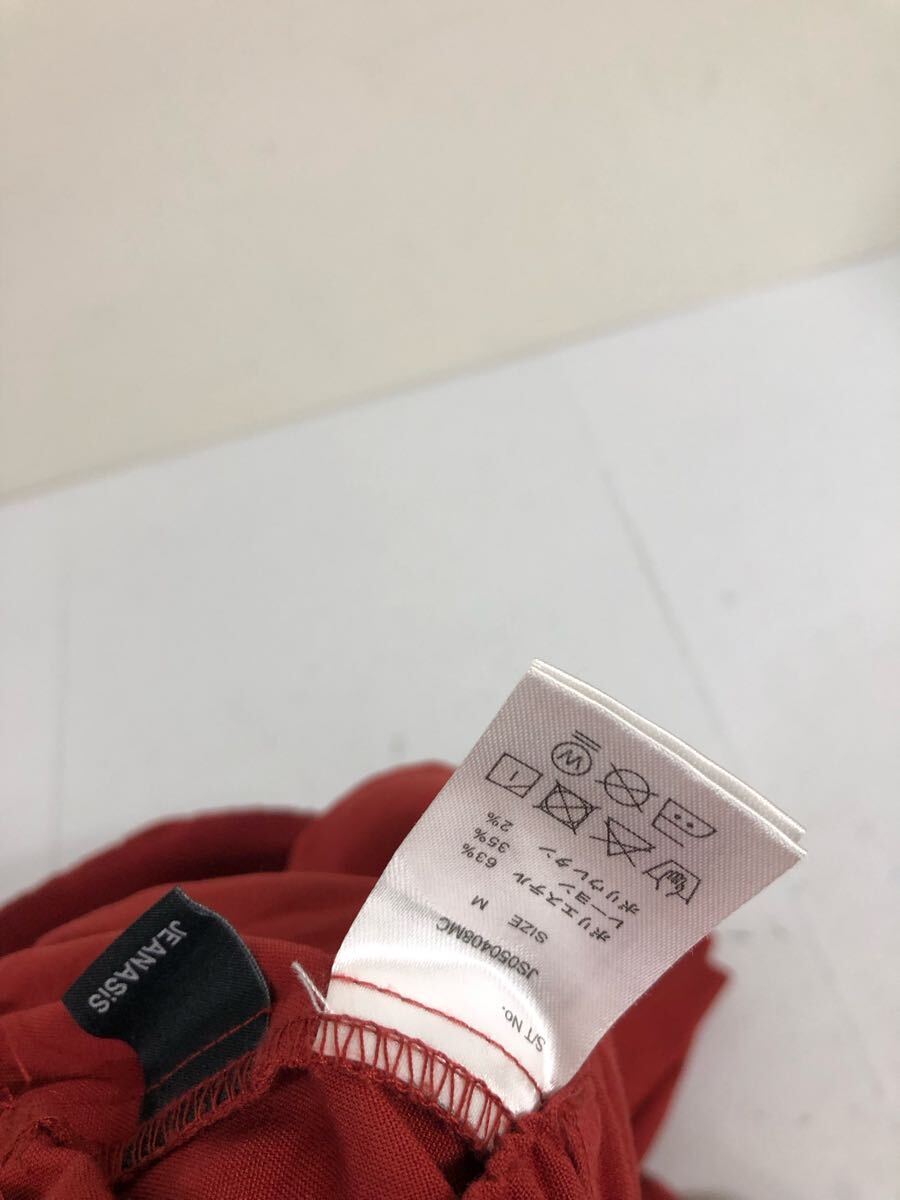 JEANASiS
S/T No.
JS050408MC
SIZE M
ポリエステル 63%
レーヨン 35%
ポリウレタン 2%
W